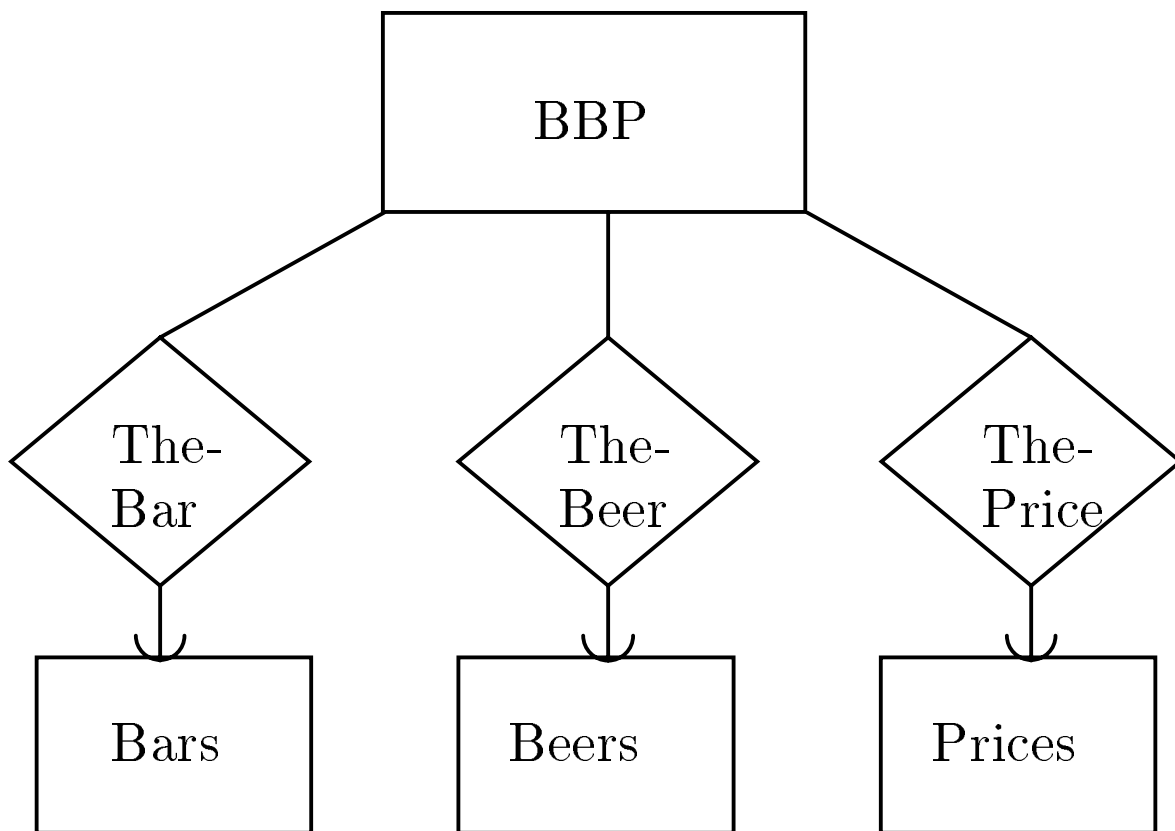 BBP
The-
Bar
The-
Beer
The-
Price
Bars
Beers
Prices